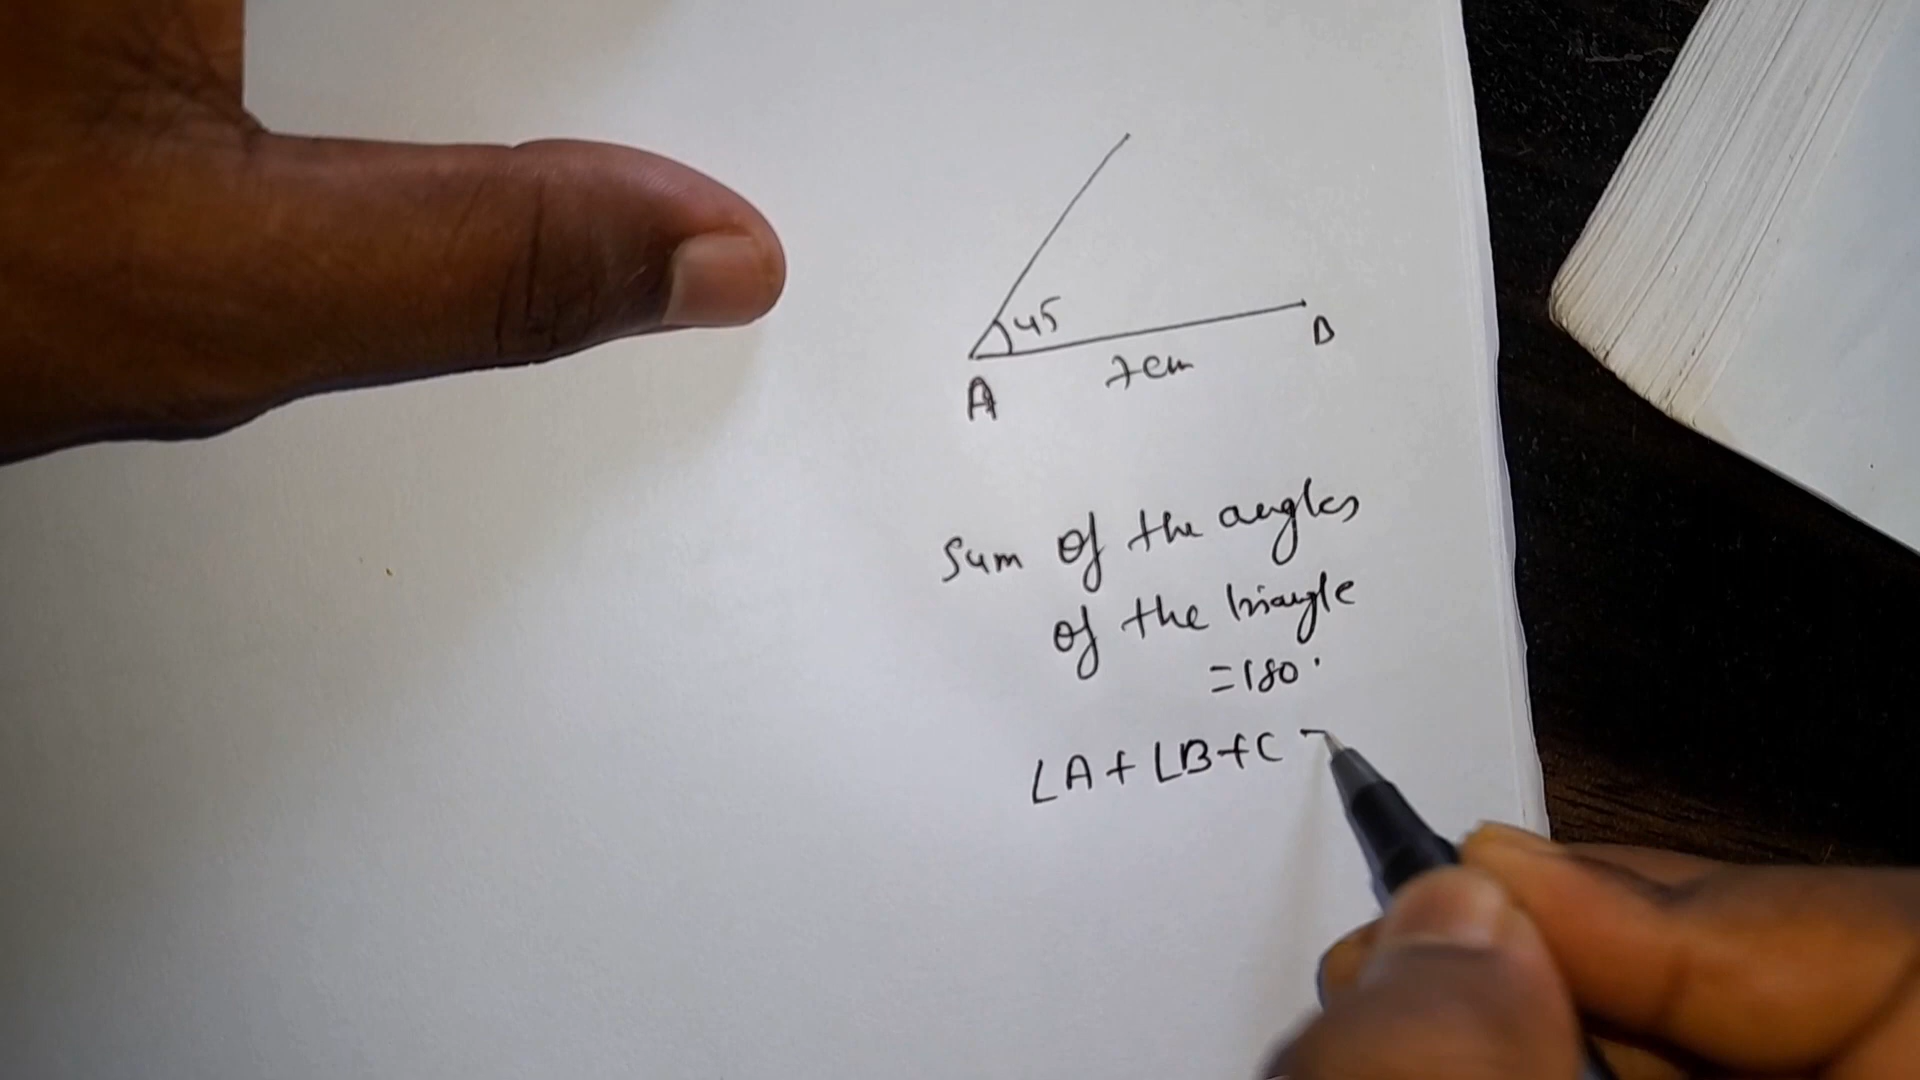 45
A 7cm B
Sum of the angles
of the triangle
=180°
∠A+∠B+C =